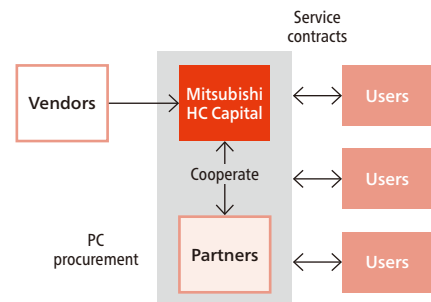 Service
contracts
Vendors
Mitsubishi
HC Capital
Users
Cooperate
Users
PC
procurement
Partners
Users